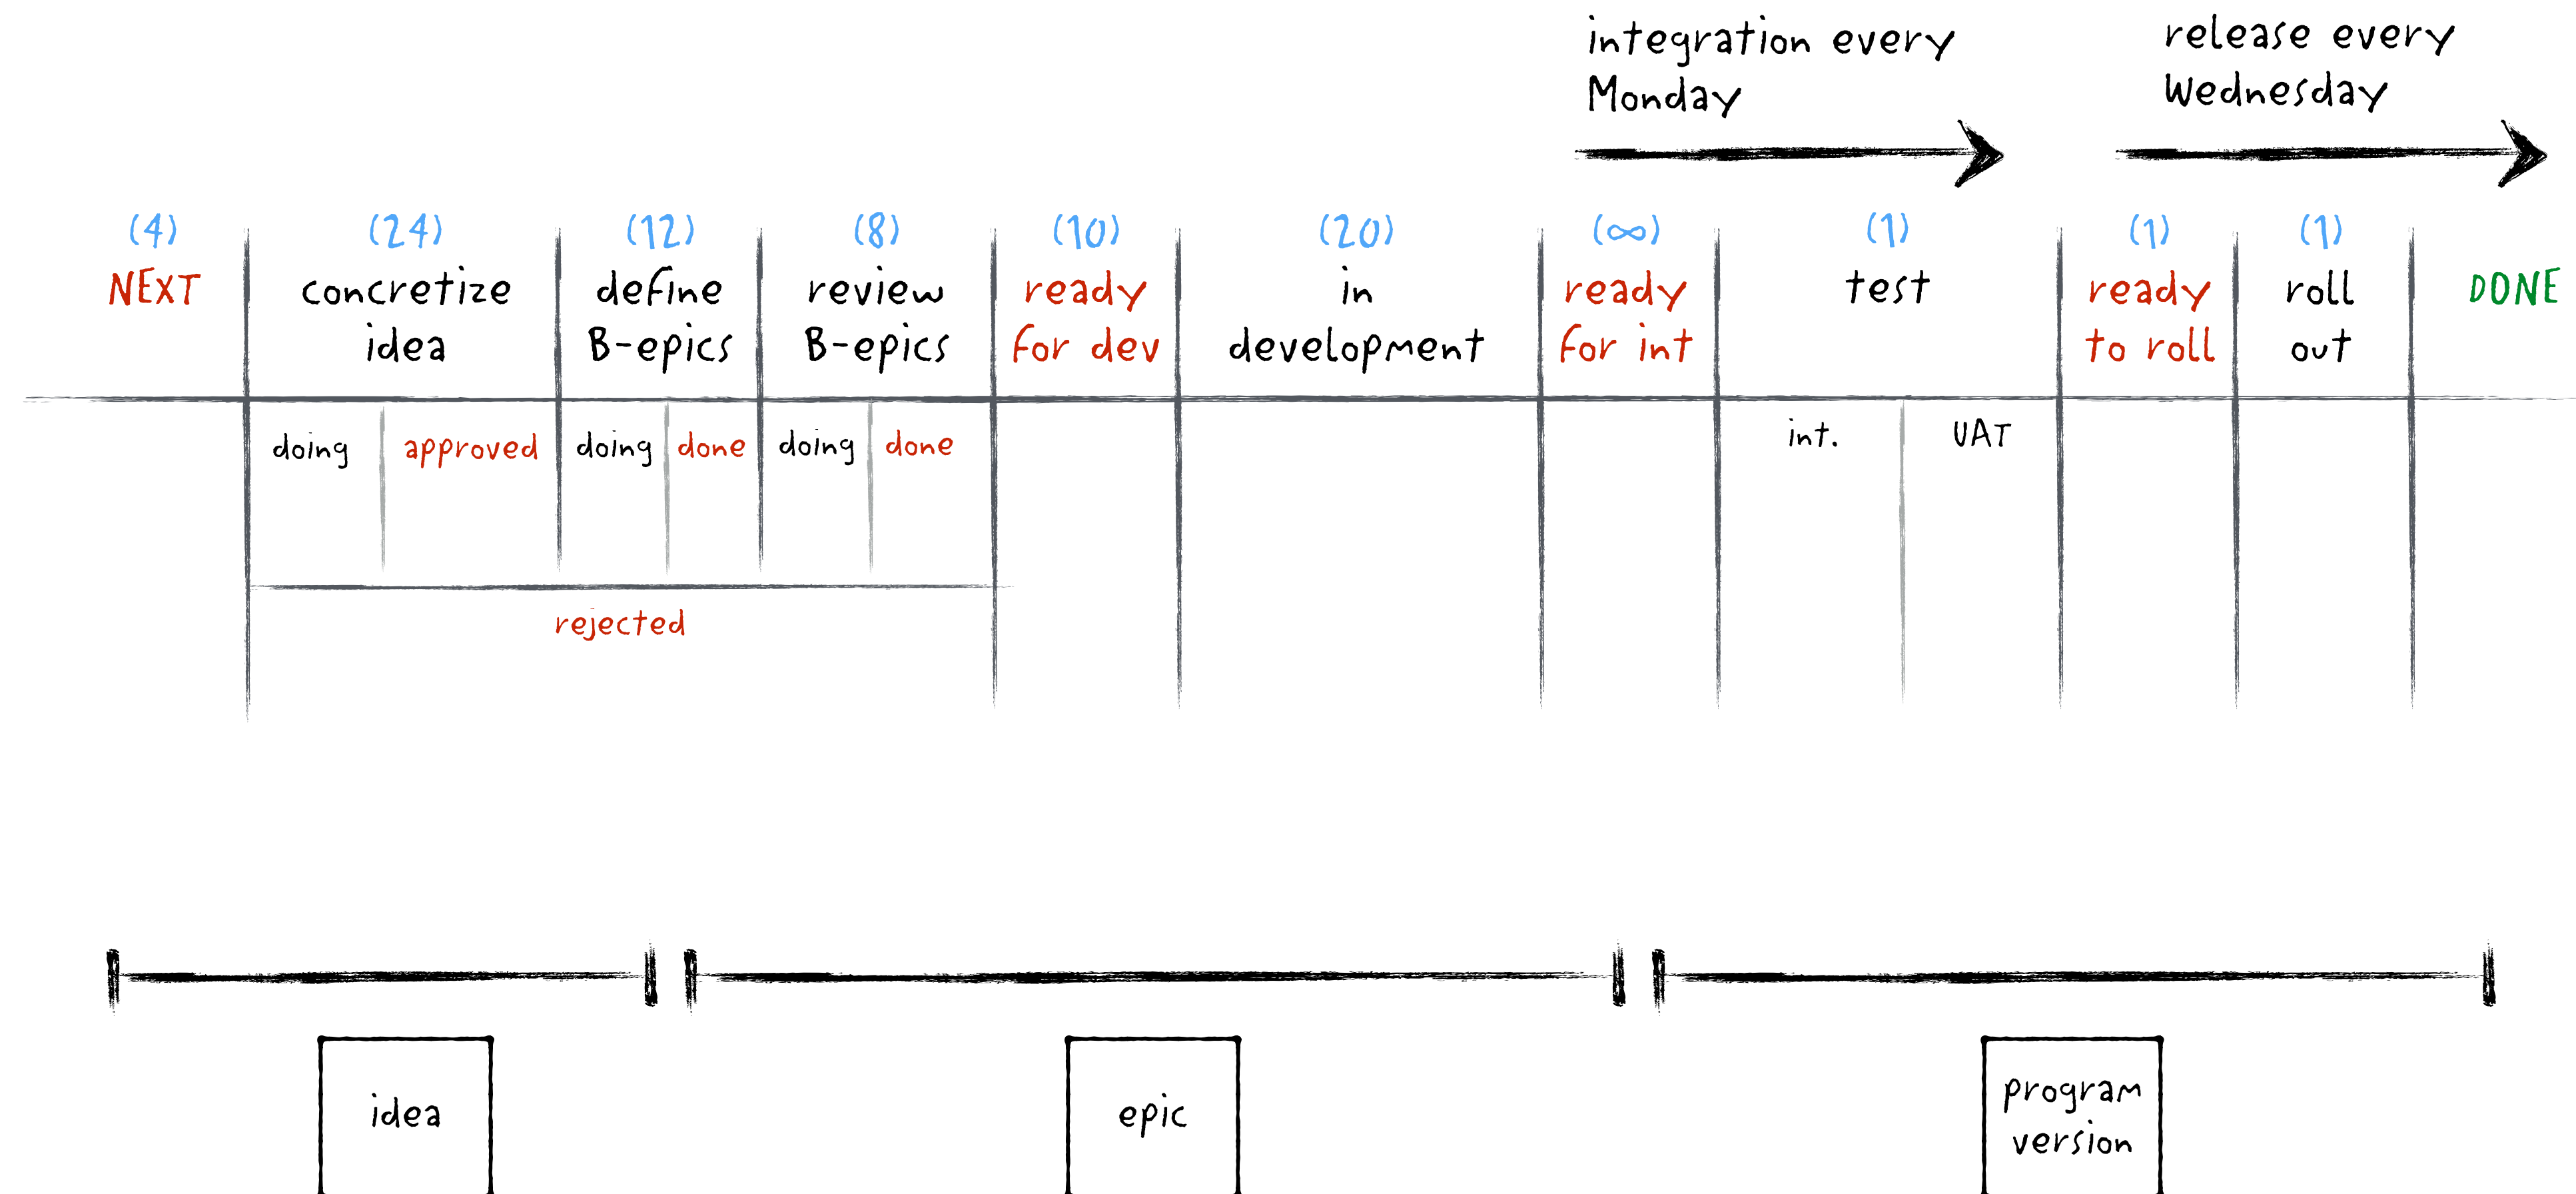 integration every
Monday
release every
Wednesday
(4)
NEXT
(24)
concretize
idea
(12)
define
B-epics
(8)
review
B-epics
(10)
ready
for dev
(20)
in
development
(∞)
ready
for int
(1)
test
(1)
ready
to roll
(1)
roll
out
DONE
doing
approved
doing
done
doing
done
int.
UAT
rejected
idea
epic
program
version